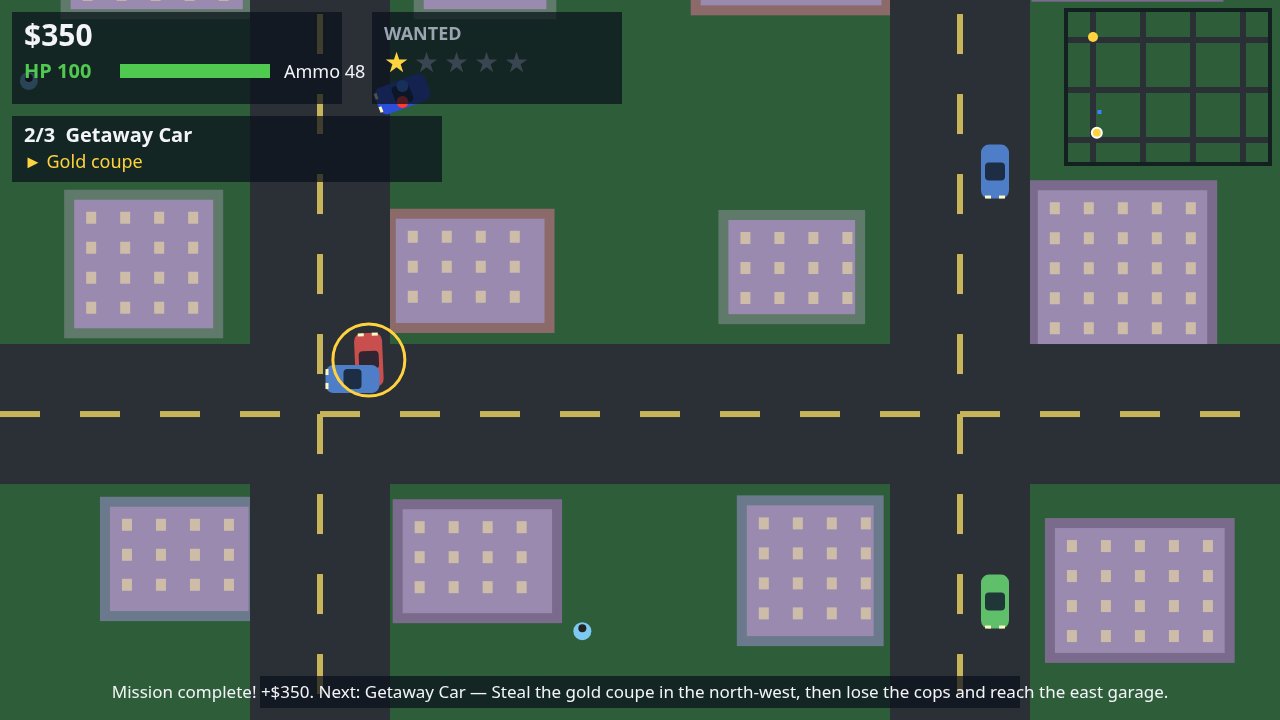 $350
HP 100 Ammo 48
WANTED
2/3 Getaway Car
► Gold coupe
Mission complete! +$350. Next: Getaway Car — Steal the gold coupe in the north-west, then lose the cops and reach the east garage.